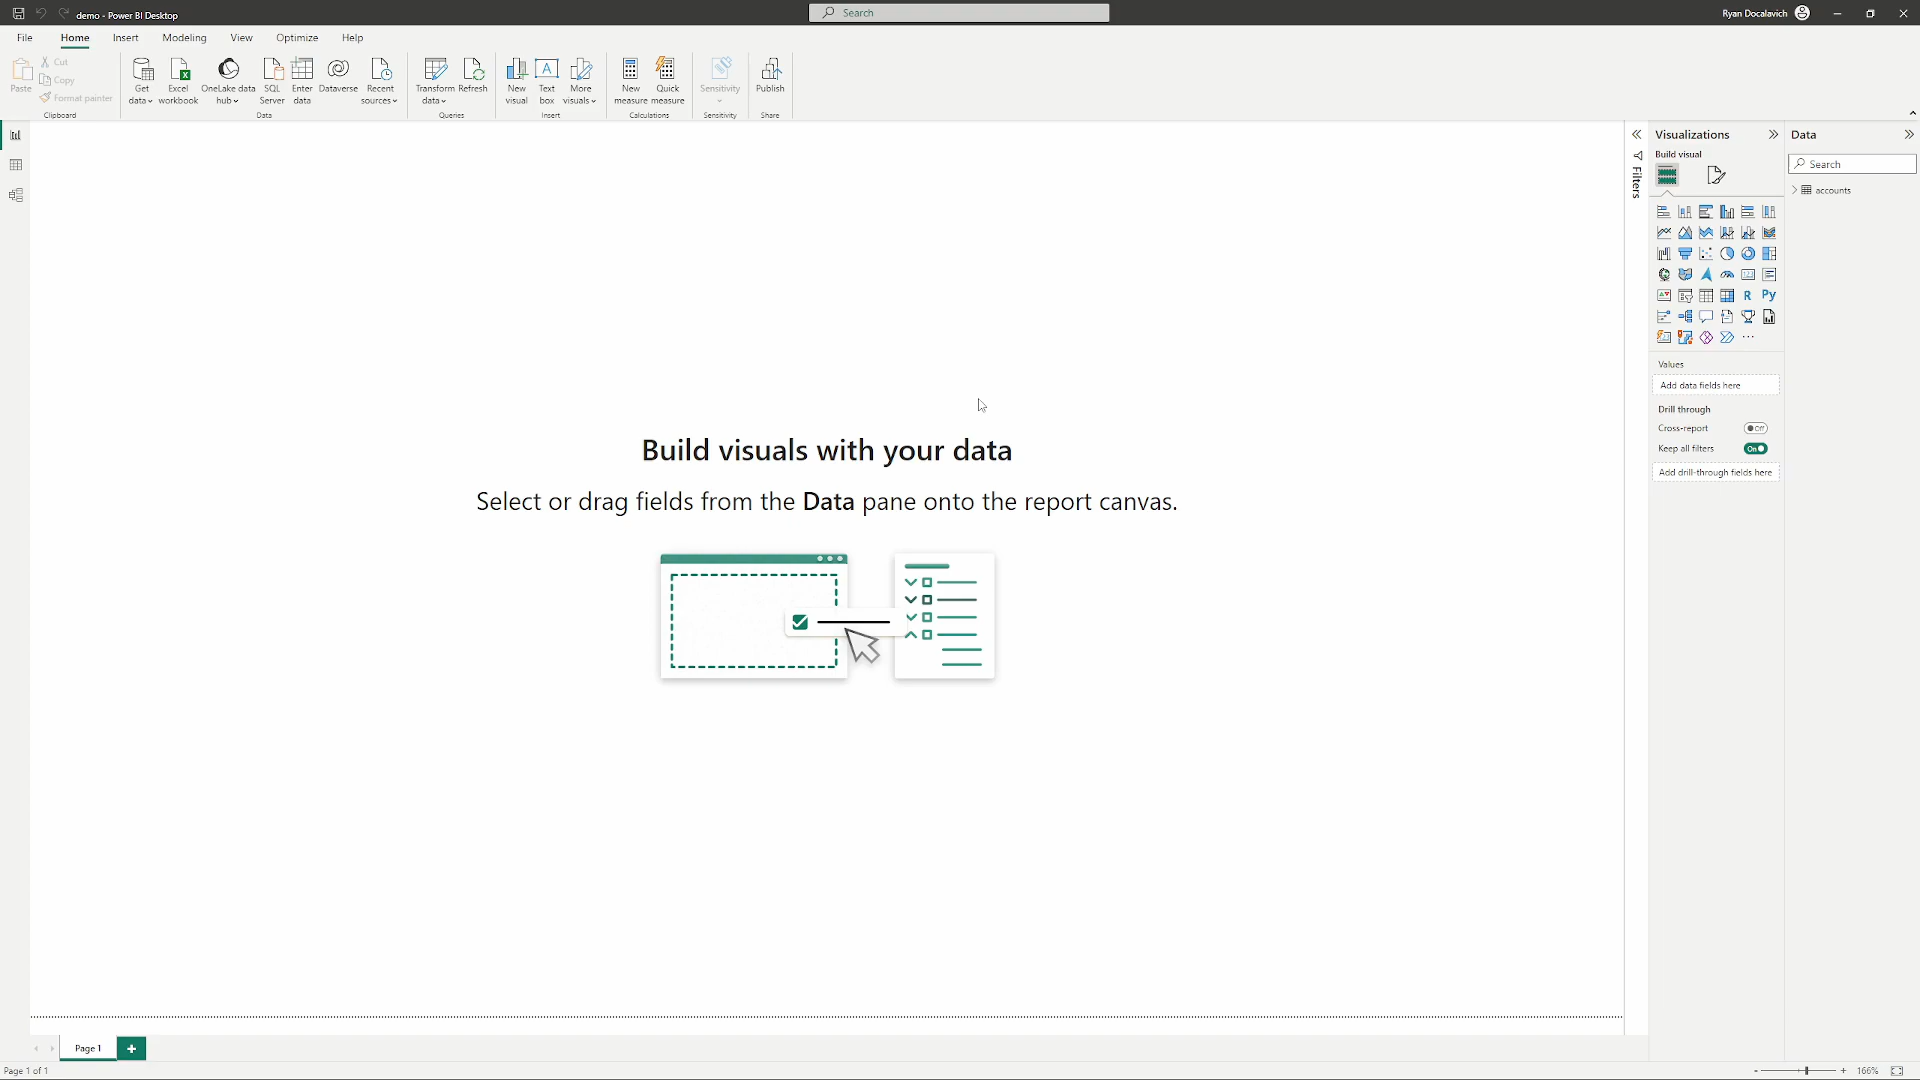 demo - Power BI Desktop
Search
Ryan Docalavich
File
Home
Insert
Modeling
View
Optimize
Help
Paste
Cut
Copy
Format painter
Clipboard
Get data
Excel workbook
OneLake data hub
SQL Server
Enter data
Dataverse
Recent sources
Data
Transform data
Refresh
Queries
New visual
Text box
More visuals
Insert
New measure
Quick measure
Calculations
Sensitivity
Sensitivity
Publish
Share
Filters
Visualizations
Build visual
R
Py
Values
Add data fields here
Drill through
Cross-report
Off
Keep all filters
On
Add drill-through fields here
Data
Search
accounts
Build visuals with your data
Select or drag fields from the Data pane onto the report canvas.
Page 1
Page 1 of 1
166%